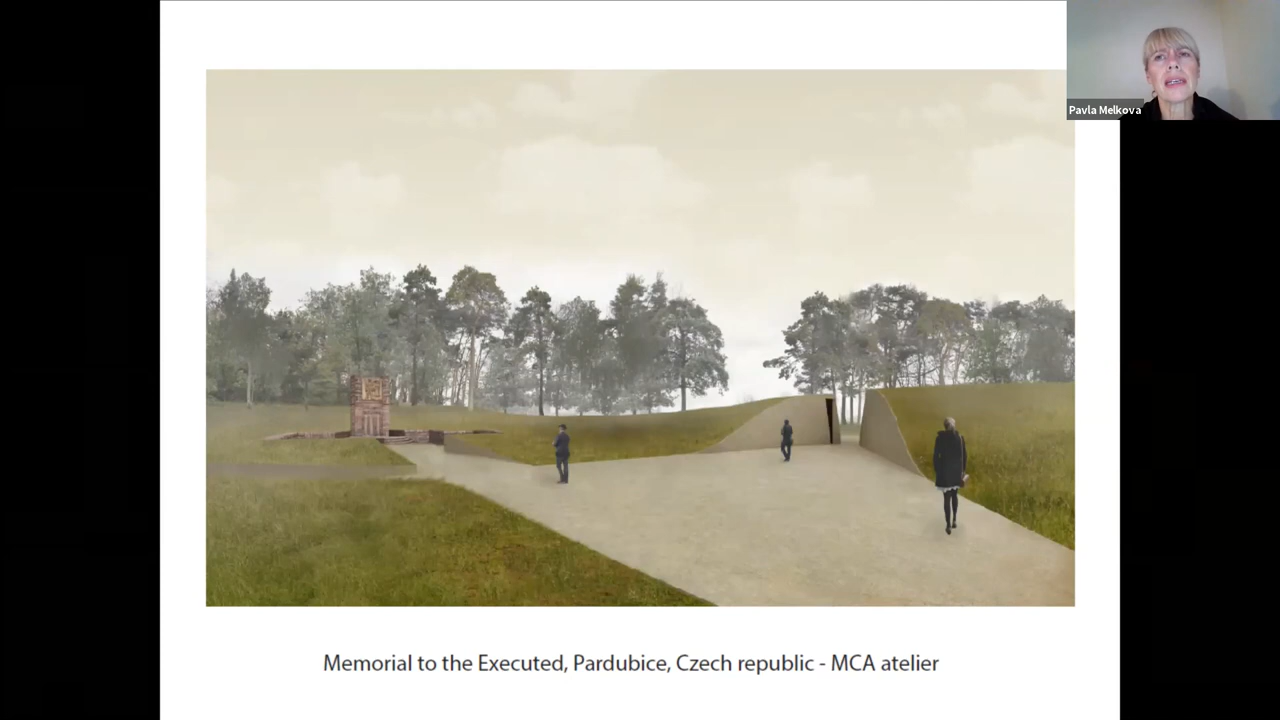 Pavla Melkova
Memorial to the Executed, Pardubice, Czech republic - MCA atelier